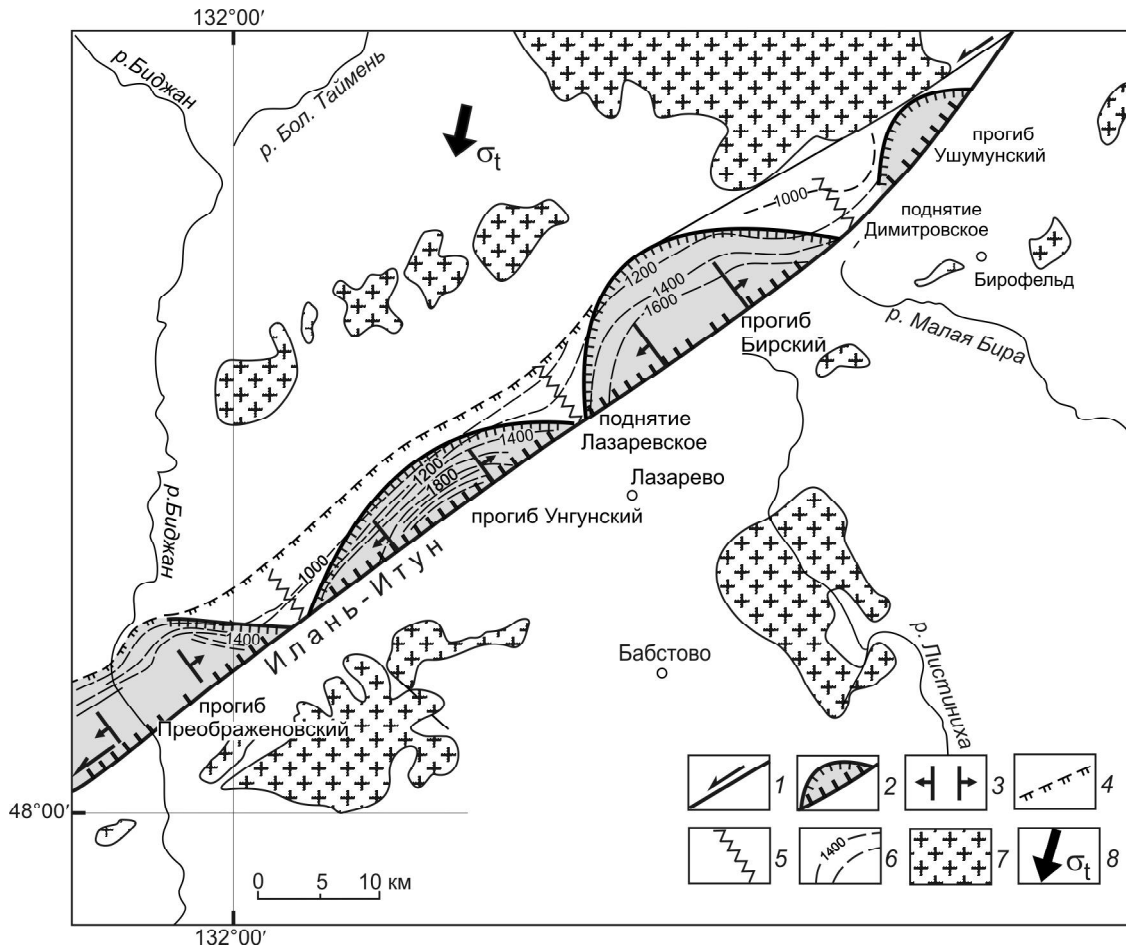 132°00′
р.Биджан
р. Бол. Таймень
σt
прогиб
Ушумунский
1000
поднятие
Димитровское
Бирофельд
1200
1400
1600
прогиб
Бирский
р. Малая Бира
поднятие
Лазаревское
1400
1200
1800
Лазарево
р.Биджан
прогиб Унгунский
1000
Илань-Итун
1400
Бабстово
р. Листиниха
прогиб
Преображеновский
48°00′
1
2
3
4
5
1400
6
7
σt
8
0 5 10 км
132°00′